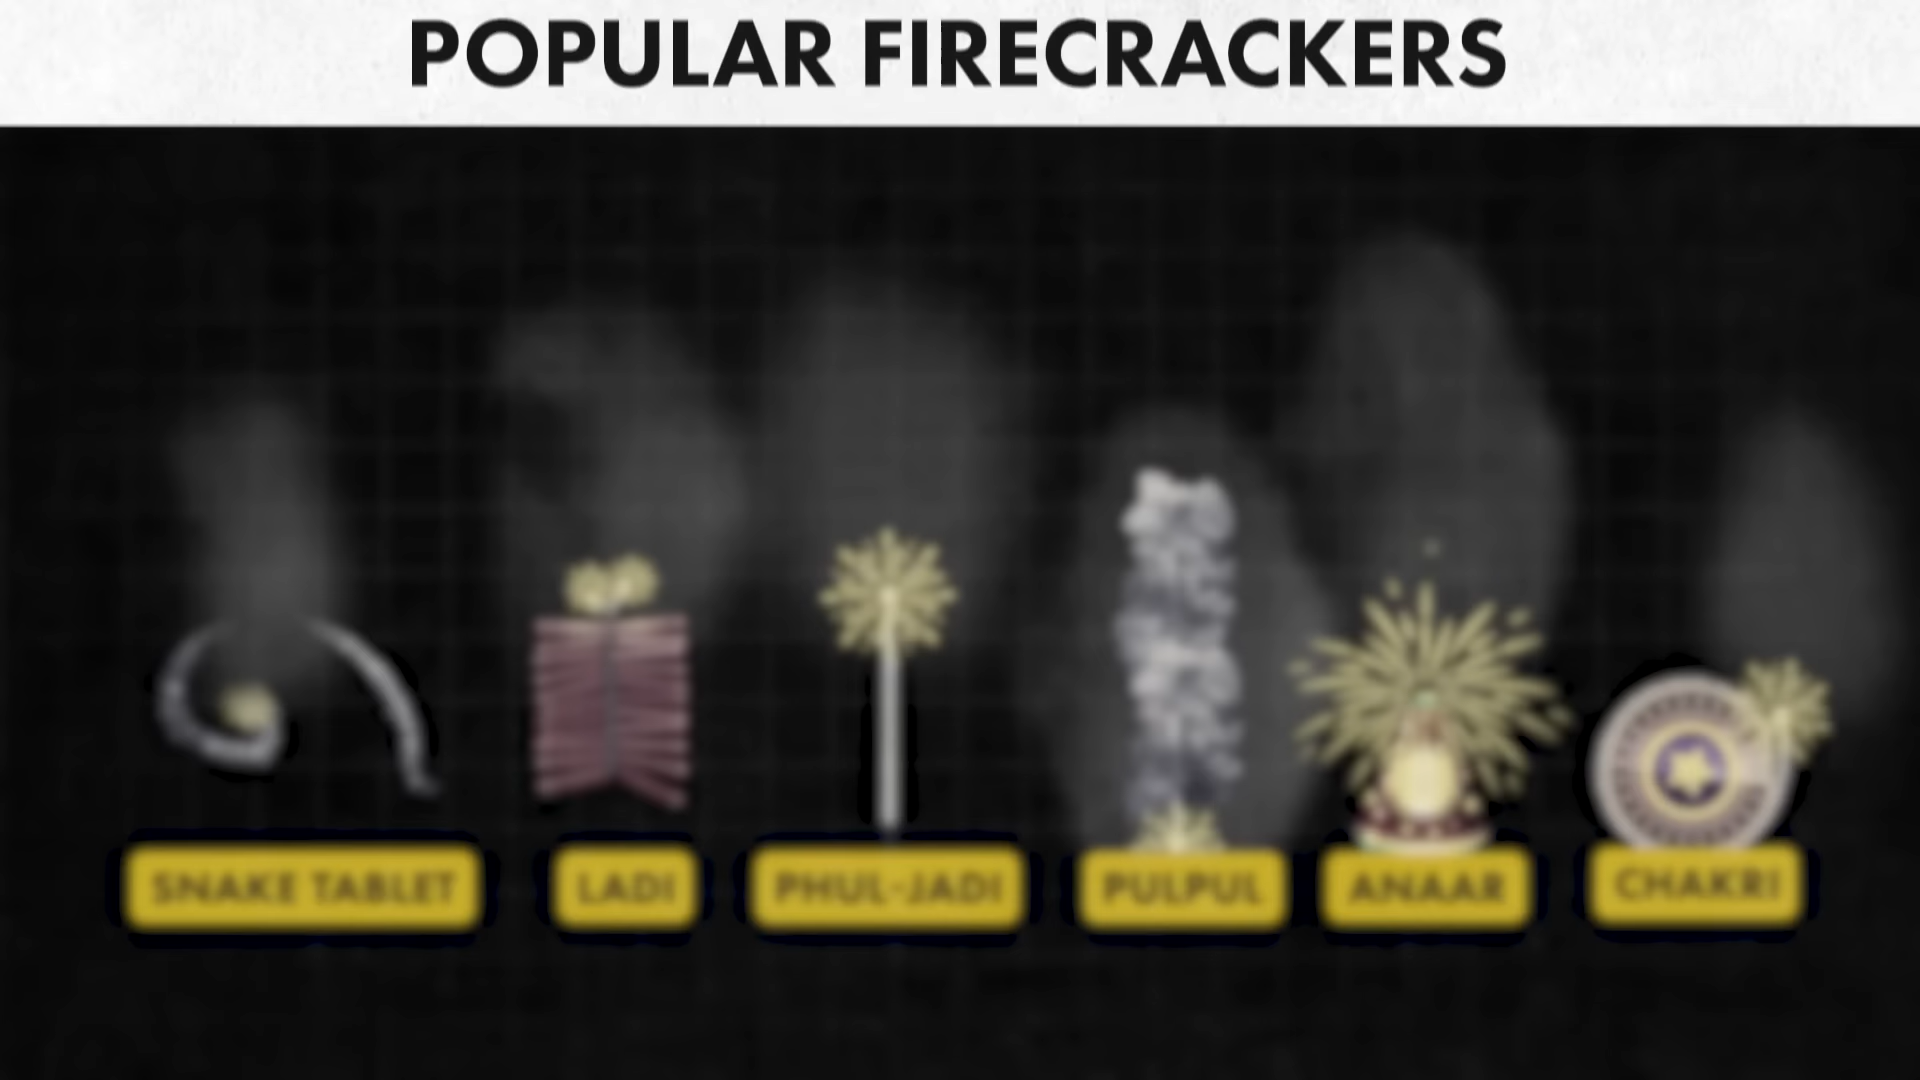 POPULAR FIRECRACKERS
SNAKE TABLET
LADI
PHUL-JADI
PULPUL
ANAAR
CHAKRI